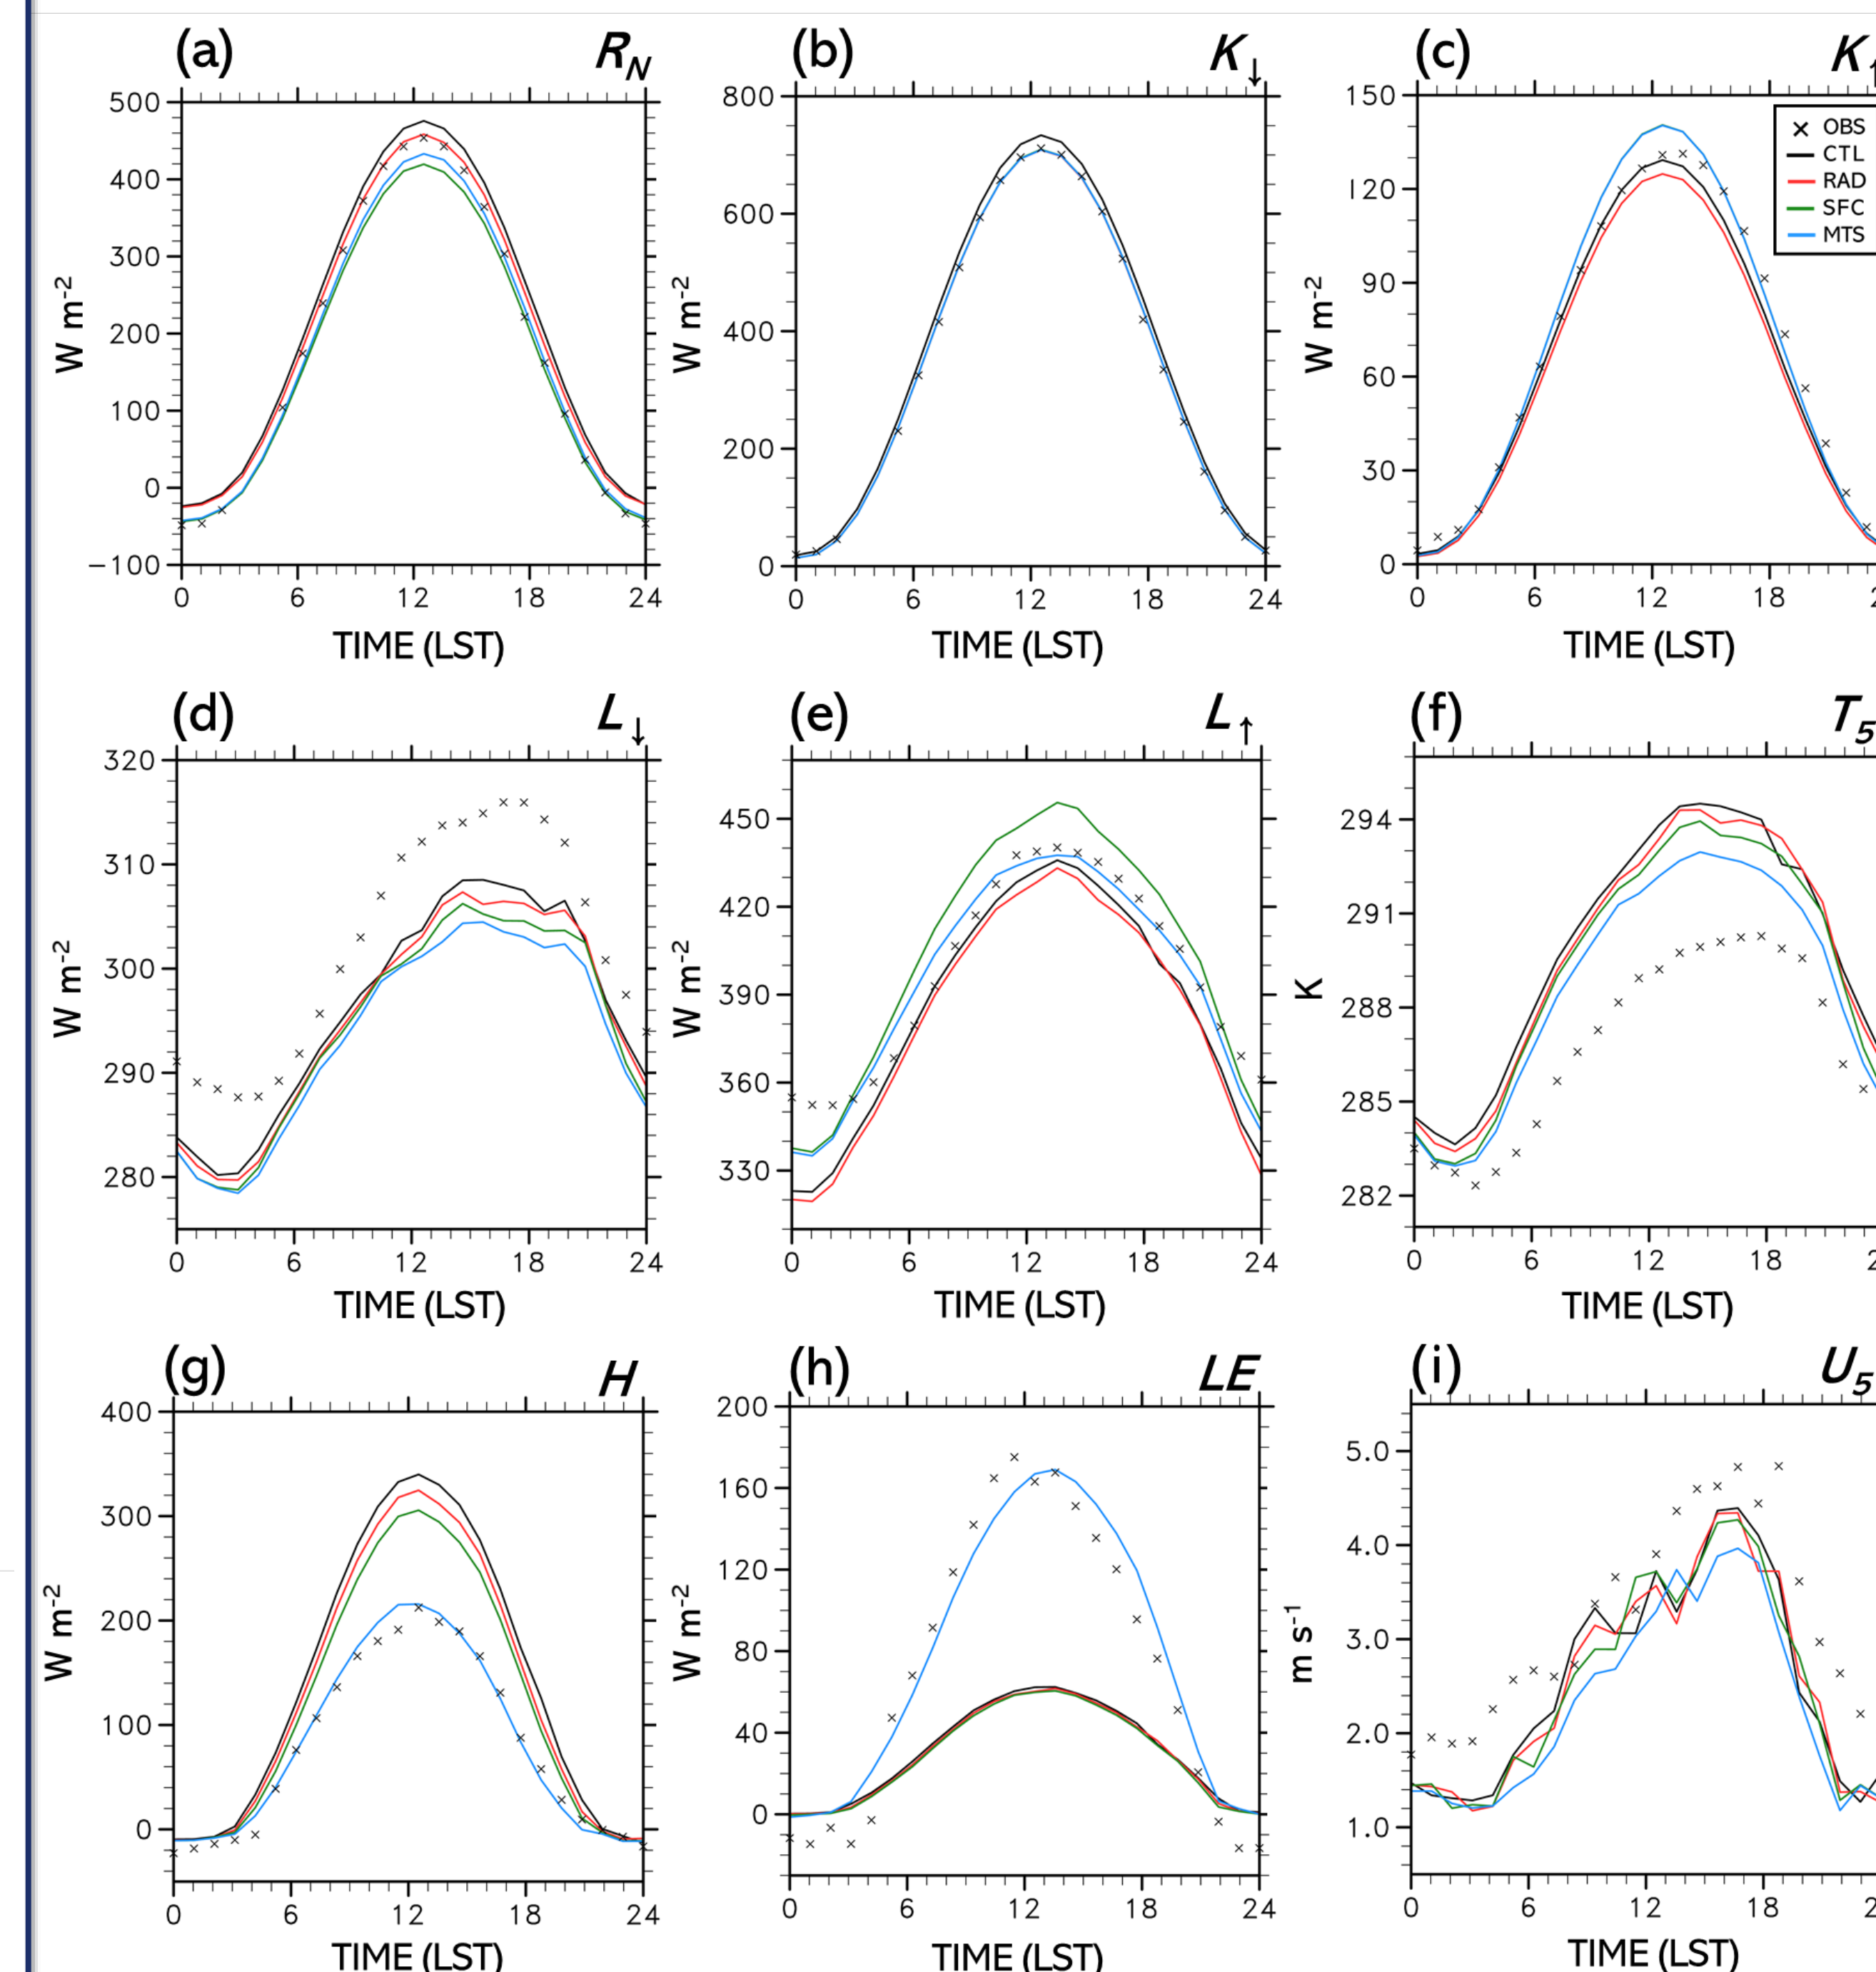 (a) R_N
(b) K↓
(c) K↑
500
400
300
200
100
0
−100
W m⁻²
0 6 12 18 24
TIME (LST)
800
600
400
200
0
W m⁻²
0 6 12 18 24
TIME (LST)
150
120
90
60
30
0
W m⁻²
0 6 12 18
TIME (LST)
OBS
CTL
RAD
SFC
MTS
(d) L↓
(e) L↑
(f) T₅
320
310
300
290
280
W m⁻²
0 6 12 18 24
TIME (LST)
450
420
390
360
330
W m⁻²
0 6 12 18 24
TIME (LST)
294
291
288
285
282
K
0 6 12 18
TIME (LST)
(g) H
(h) LE
(i) U₅
400
300
200
100
0
W m⁻²
0 6 12 18 24
TIME (LST)
200
160
120
80
40
0
W m⁻²
0 6 12 18 24
TIME (LST)
5.0
4.0
3.0
2.0
1.0
m s⁻¹
0 6 12 18
TIME (LST)